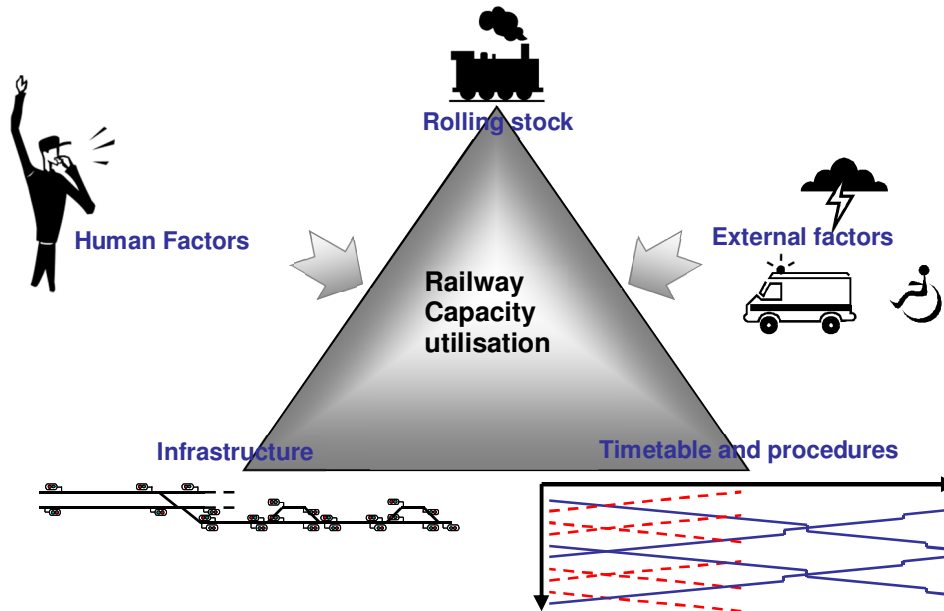 Rolling stock
Human Factors
External factors
Railway
Capacity
utilisation
Infrastructure
Timetable and procedures